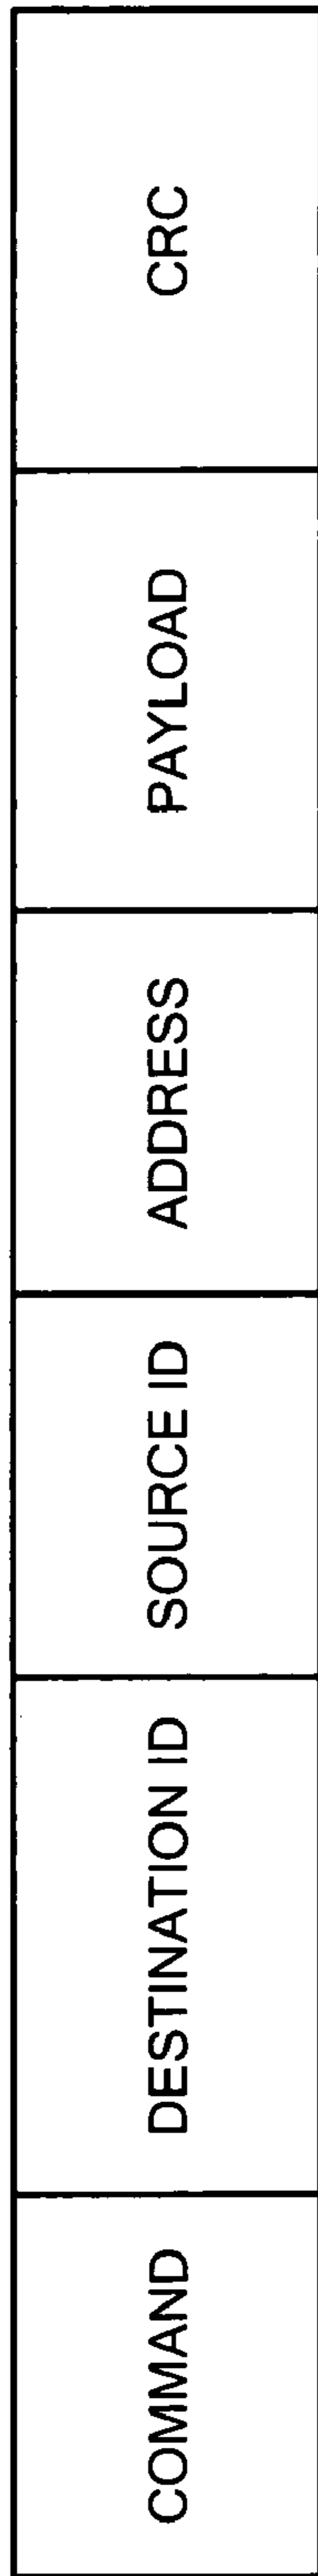 COMMAND
DESTINATION ID
SOURCE ID
ADDRESS
PAYLOAD
CRC